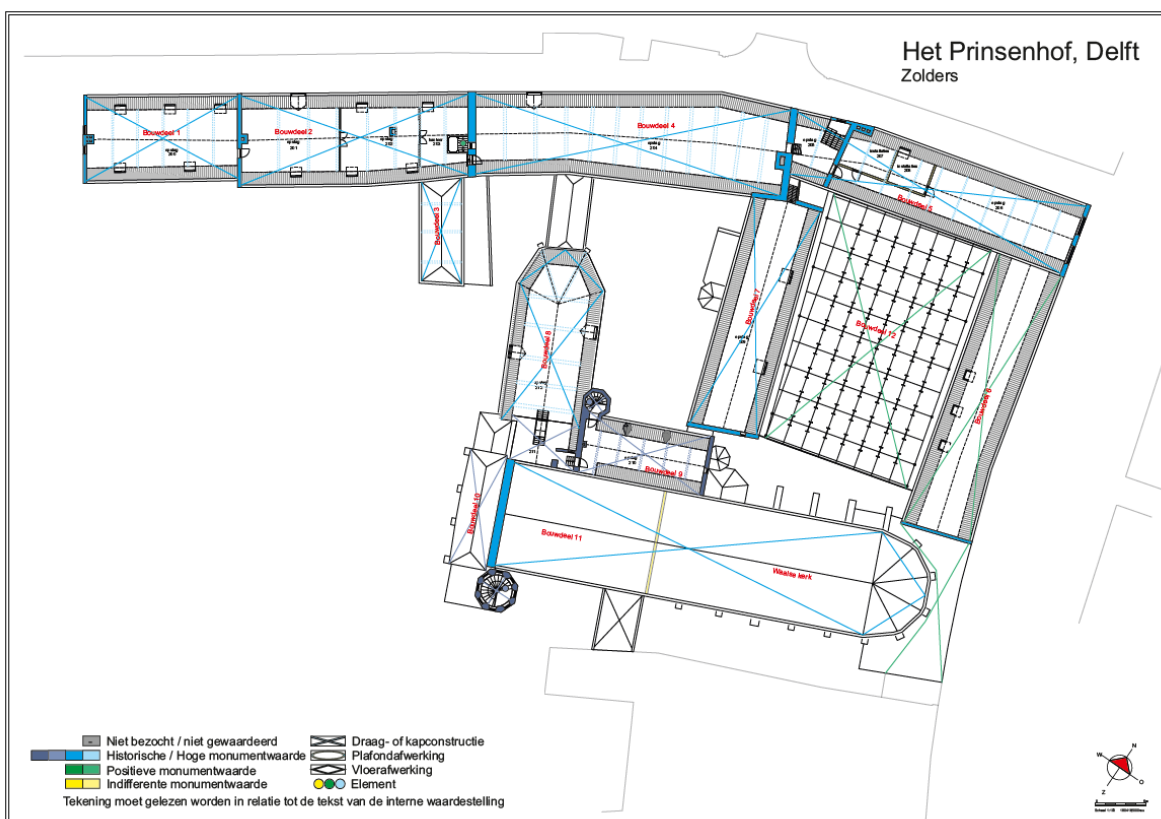 Het Prinsenhof, Delft
Zolders
Bouwdeel 1
Bouwdeel 2
Bouwdeel 4
Bouwdeel 3
Bouwdeel 5
Bouwdeel 7
Bouwdeel 12
Bouwdeel 8
opslag
Bouwdeel 9
Bouwdeel 10
Bouwdeel 11
Waalse kerk
Niet bezocht / niet gewaardeerd
Historische / Hoge monumentwaarde
Positieve monumentwaarde
Indifferente monumentwaarde
Draag- of kapconstructie
Plafondafwerking
Vloerafwerking
Element
Tekening moet gelezen worden in relatie tot de tekst van de interne waardestelling
N
W
O
Z